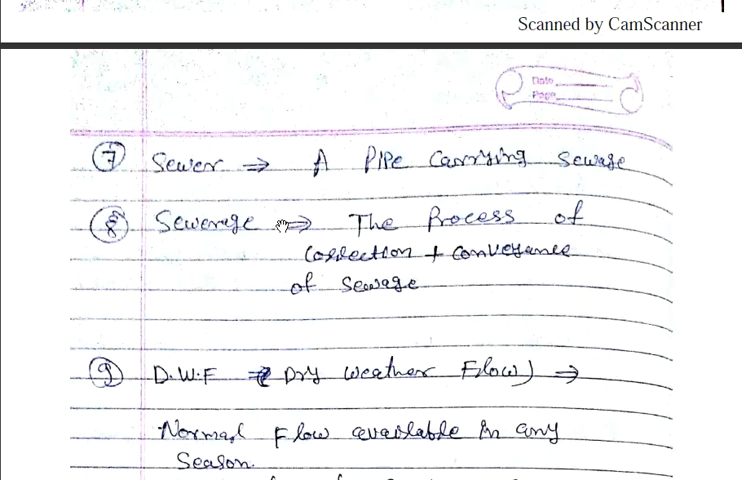 Scanned by CamScanner
Date
Page
7 Sewer ⇒ A Pipe Carrying Sewage
8 Sewerage ⇒ The Process of
Collection + Conveyance
of Sewage
9 D.W.F (Dry Weather Flow) ⇒
Normal Flow available in any
Season.